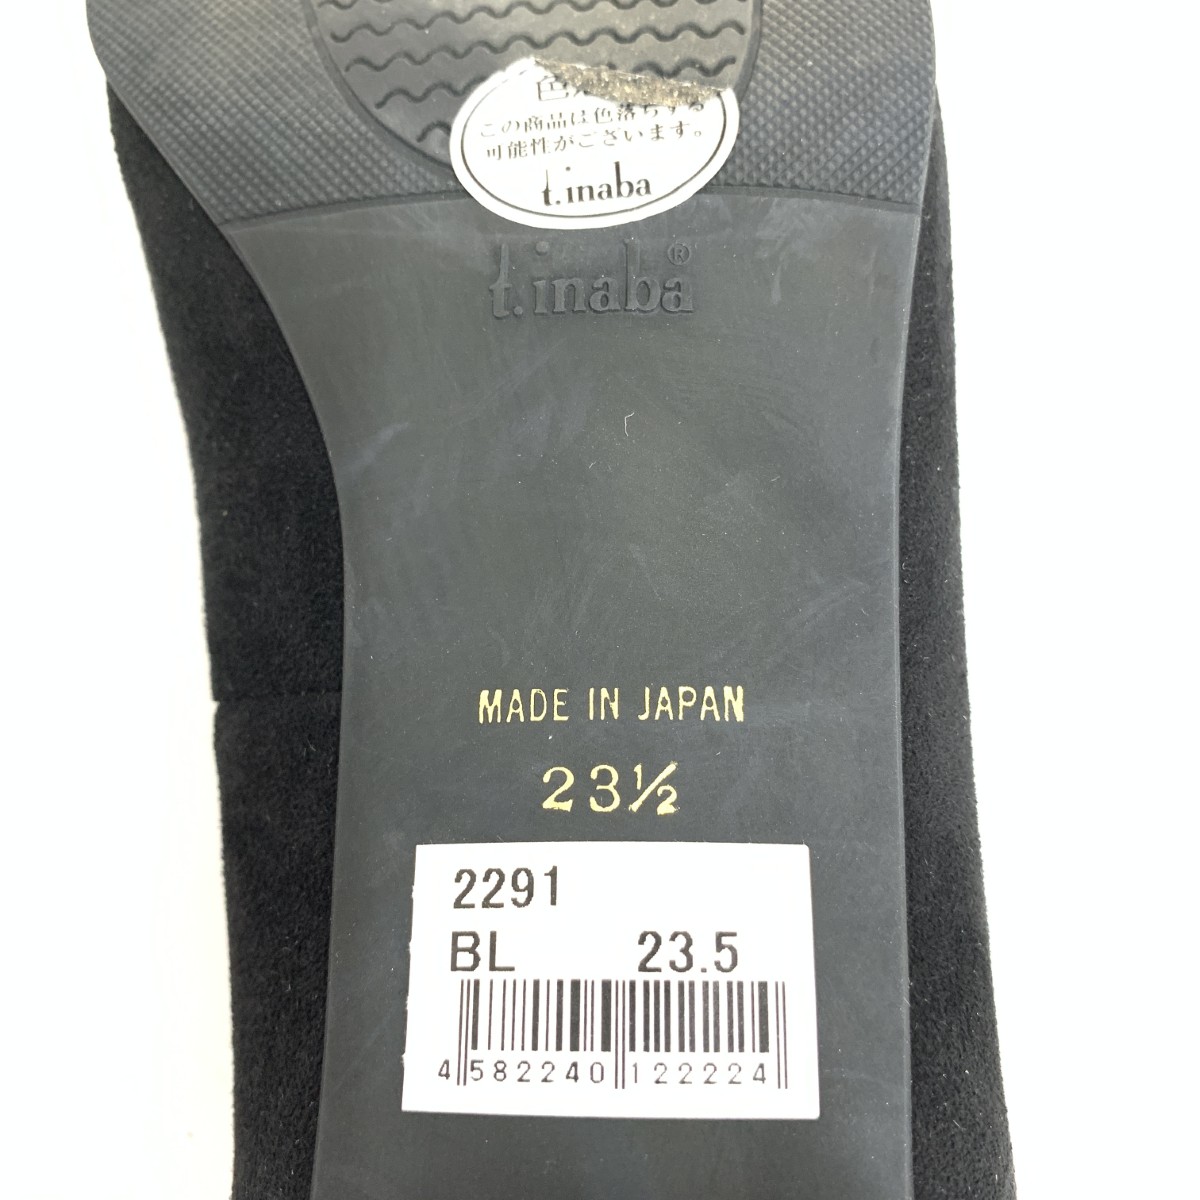 この商品は色落ちする
可能性がございます。
t.inaba
t.inaba®
MADE IN JAPAN
23½
2291
BL 23.5
4 582240 122224